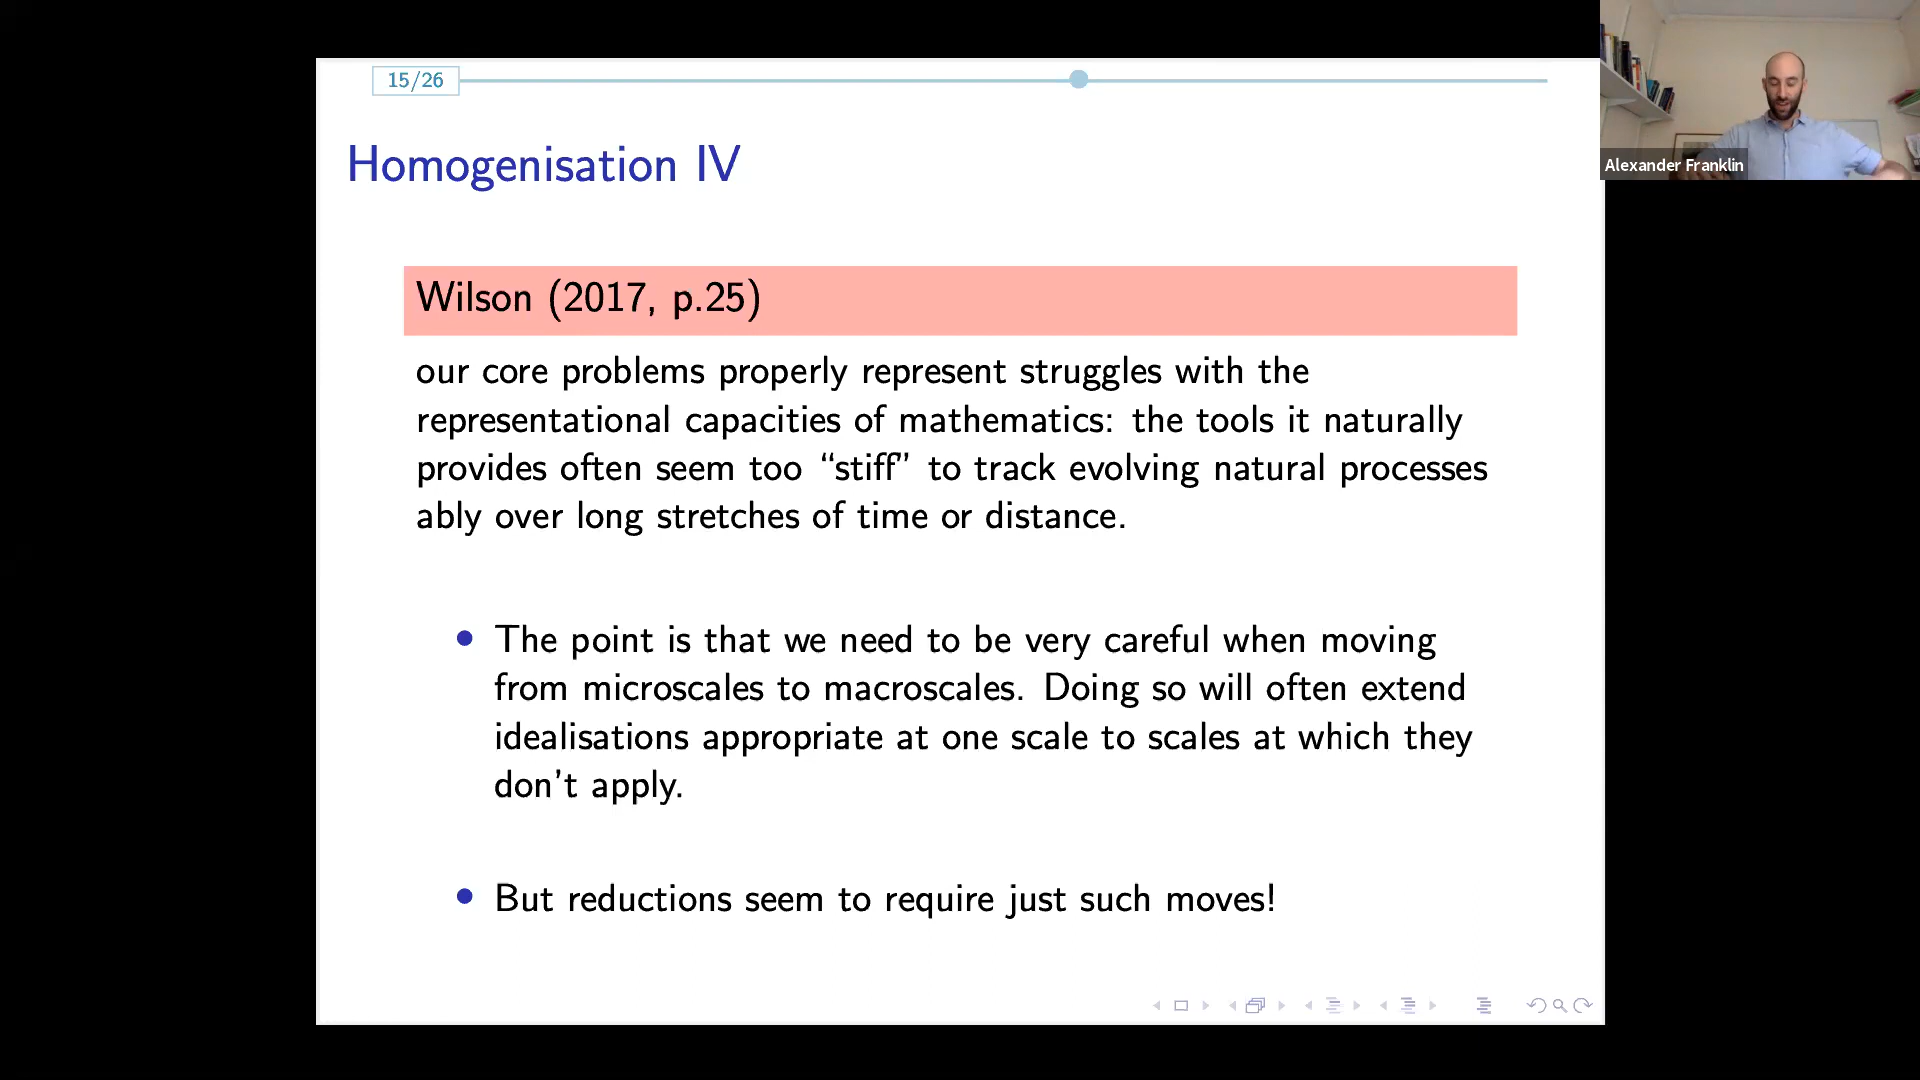 15/26
Alexander Franklin
Homogenisation IV
Wilson (2017, p.25)
our core problems properly represent struggles with the
representational capacities of mathematics: the tools it naturally
provides often seem too “stiff” to track evolving natural processes
ably over long stretches of time or distance.
• The point is that we need to be very careful when moving
from microscales to macroscales. Doing so will often extend
idealisations appropriate at one scale to scales at which they
don't apply.
• But reductions seem to require just such moves!